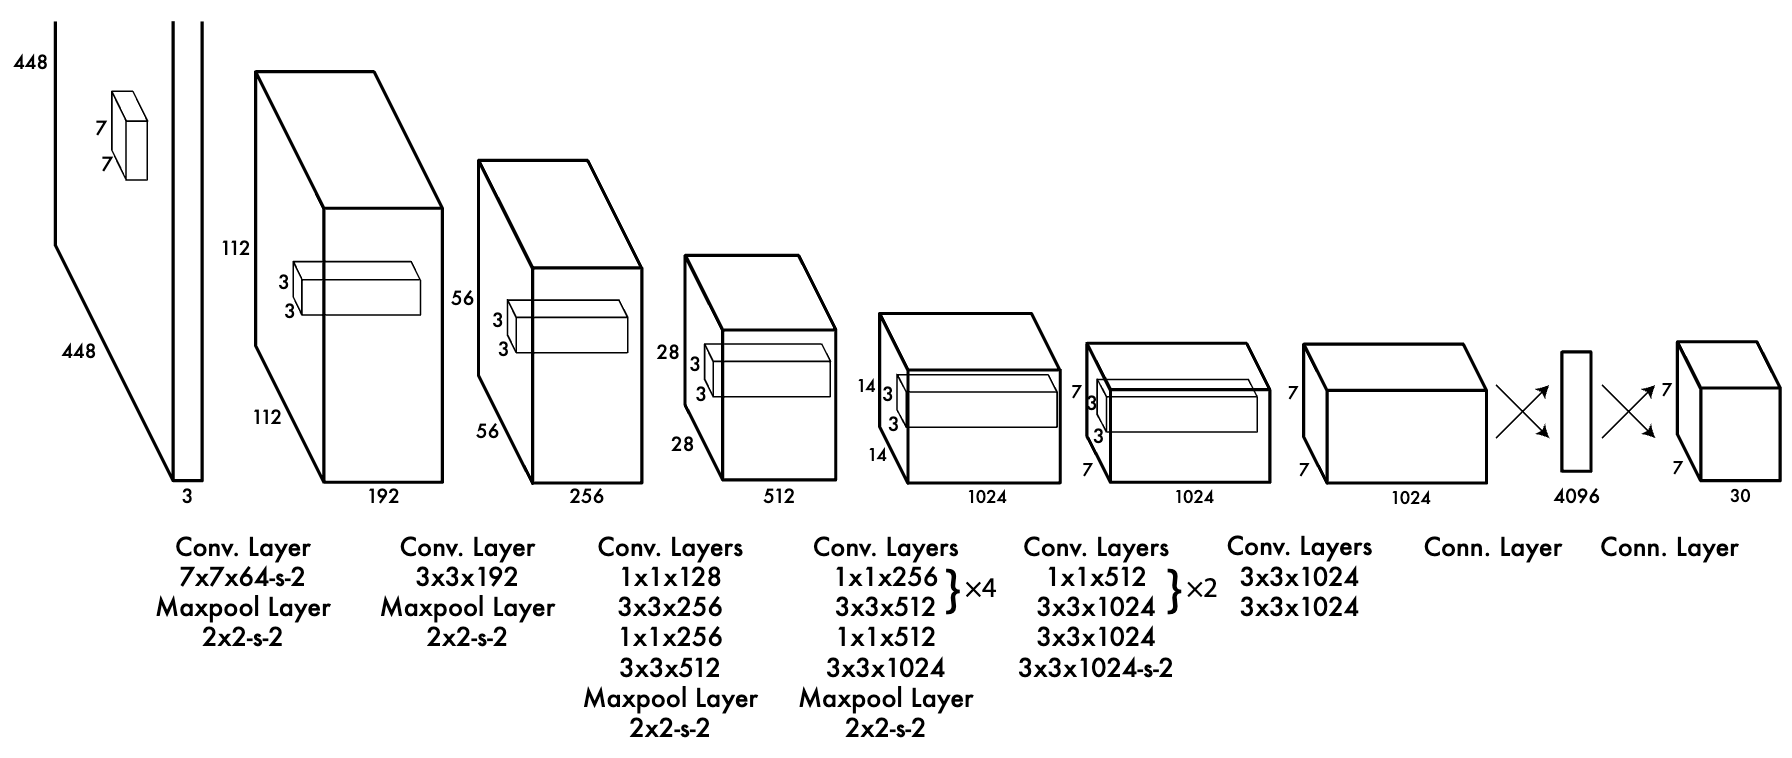 448
7
7
448
3
112
3
3
112
192
56
3
3
56
256
28
3
3
28
512
14
3
3
14
1024
7
3
3
7
1024
7
7
1024
4096
7
7
30
Conv. Layer
7x7x64-s-2
Maxpool Layer
2x2-s-2
Conv. Layer
3x3x192
Maxpool Layer
2x2-s-2
Conv. Layers
1x1x128
3x3x256
1x1x256
3x3x512
Maxpool Layer
2x2-s-2
Conv. Layers
1x1x256
3x3x512
}×4
1x1x512
3x3x1024
Maxpool Layer
2x2-s-2
Conv. Layers
1x1x512
3x3x1024
}×2
3x3x1024
3x3x1024-s-2
Conv. Layers
3x3x1024
3x3x1024
Conn. Layer
Conn. Layer